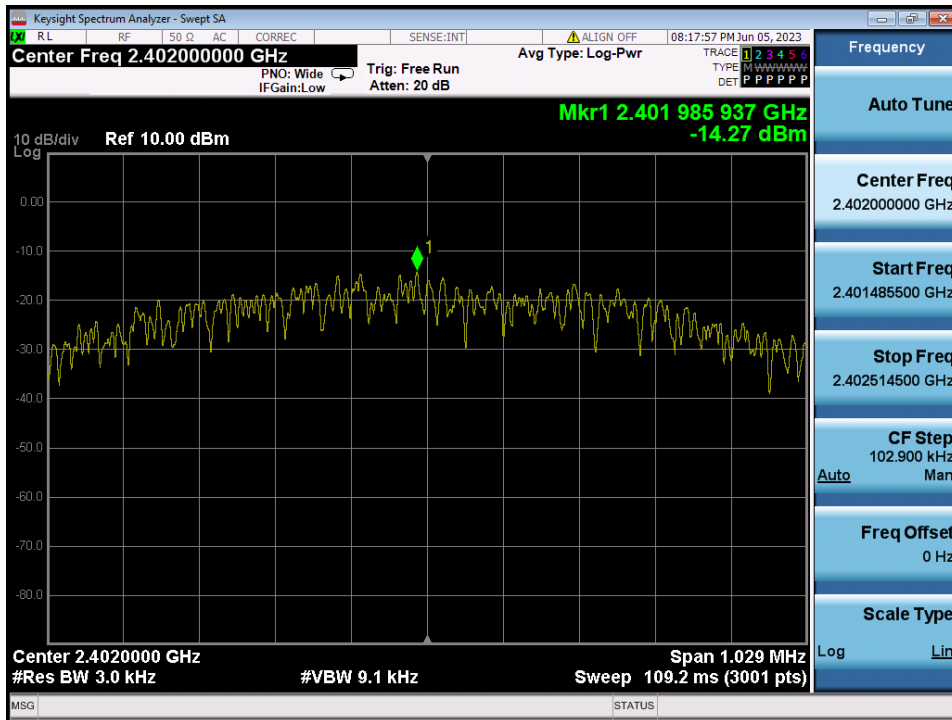 Keysight Spectrum Analyzer - Swept SA
LXI RL RF 50 Ω AC CORREC SENSE:INT ALIGN OFF 08:17:57 PM Jun 05, 2023
Center Freq 2.402000000 GHz
PNO: Wide
IFGain:Low
Trig: Free Run
Atten: 20 dB
Avg Type: Log-Pwr
TRACE 1 2 3 4 5 6
TYPE M WWWWW
DET P P P P P P
Mkr1 2.401 985 937 GHz
-14.27 dBm
10 dB/div Ref 10.00 dBm
Log
0.00
-10.0
1
-20.0
-30.0
-40.0
-50.0
-60.0
-70.0
-80.0
Center 2.4020000 GHz Span 1.029 MHz
#Res BW 3.0 kHz #VBW 9.1 kHz Sweep 109.2 ms (3001 pts)
MSG STATUS
Frequency
Auto Tune
Center Freq
2.402000000 GHz
Start Freq
2.401485500 GHz
Stop Freq
2.402514500 GHz
CF Step
102.900 kHz
Auto Man
Freq Offset
0 Hz
Scale Type
Log Lin